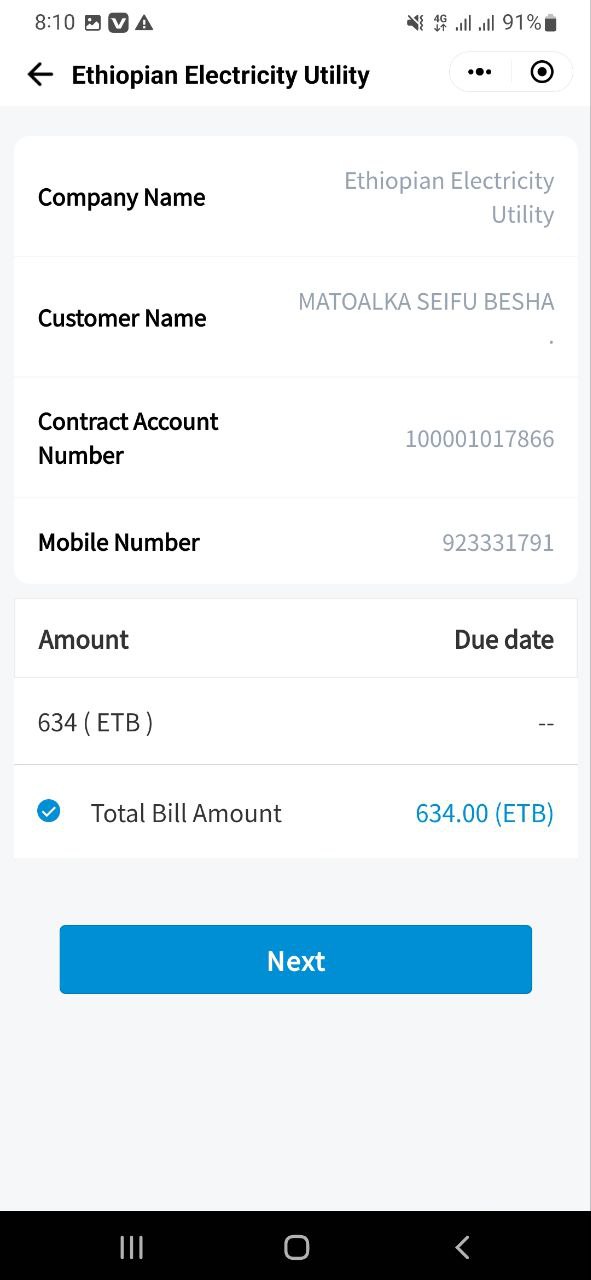 8:10 4G 91%
Ethiopian Electricity Utility
Company Name
Ethiopian Electricity
Utility
Customer Name
MATOALKA SEIFU BESHA
.
Contract Account
Number
100001017866
Mobile Number
923331791
Amount Due date
634 ( ETB ) --
Total Bill Amount 634.00 (ETB)
Next